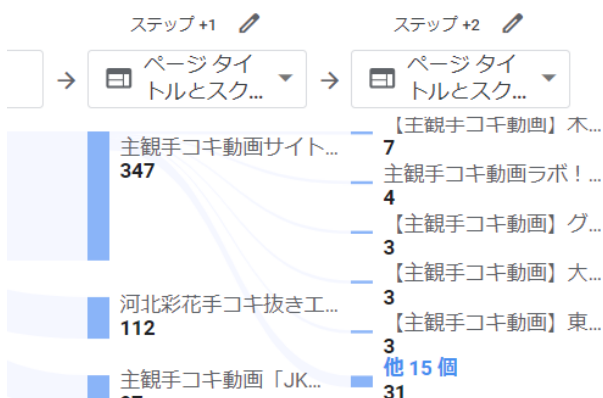 ステップ +1
ステップ +2
ページ タイ
トルとスク...
ページ タイ
トルとスク...
主観手コキ動画サイト...
347
河北彩花手コキ抜きエ...
112
主観手コキ動画「JK...
【主観手コキ動画】木...
7
主観手コキ動画ラボ！...
4
【主観手コキ動画】グ...
3
【主観手コキ動画】大...
3
【主観手コキ動画】東...
3
他 15 個
31